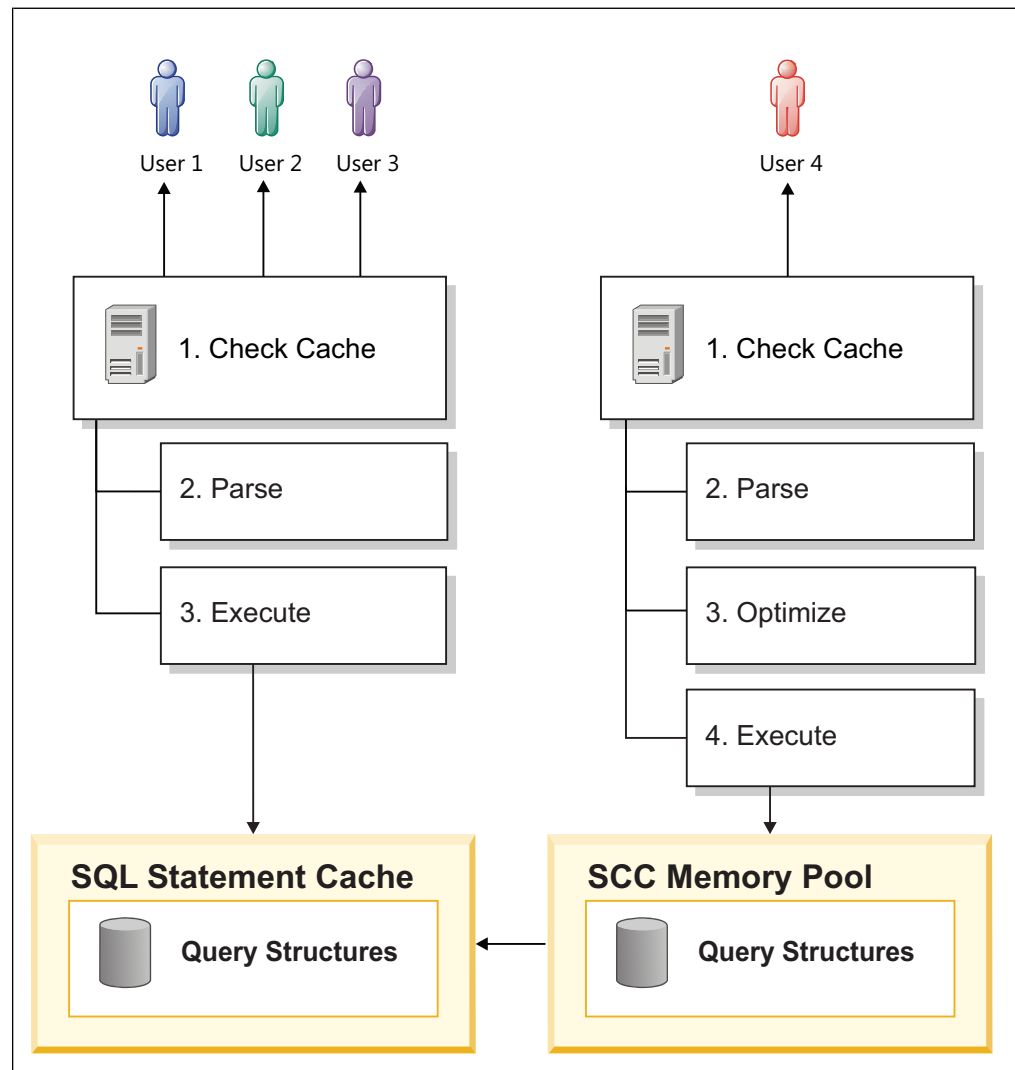 User 1
User 2
User 3
User 4
1. Check Cache
2. Parse
3. Execute
1. Check Cache
2. Parse
3. Optimize
4. Execute
SQL Statement Cache
Query Structures
SCC Memory Pool
Query Structures